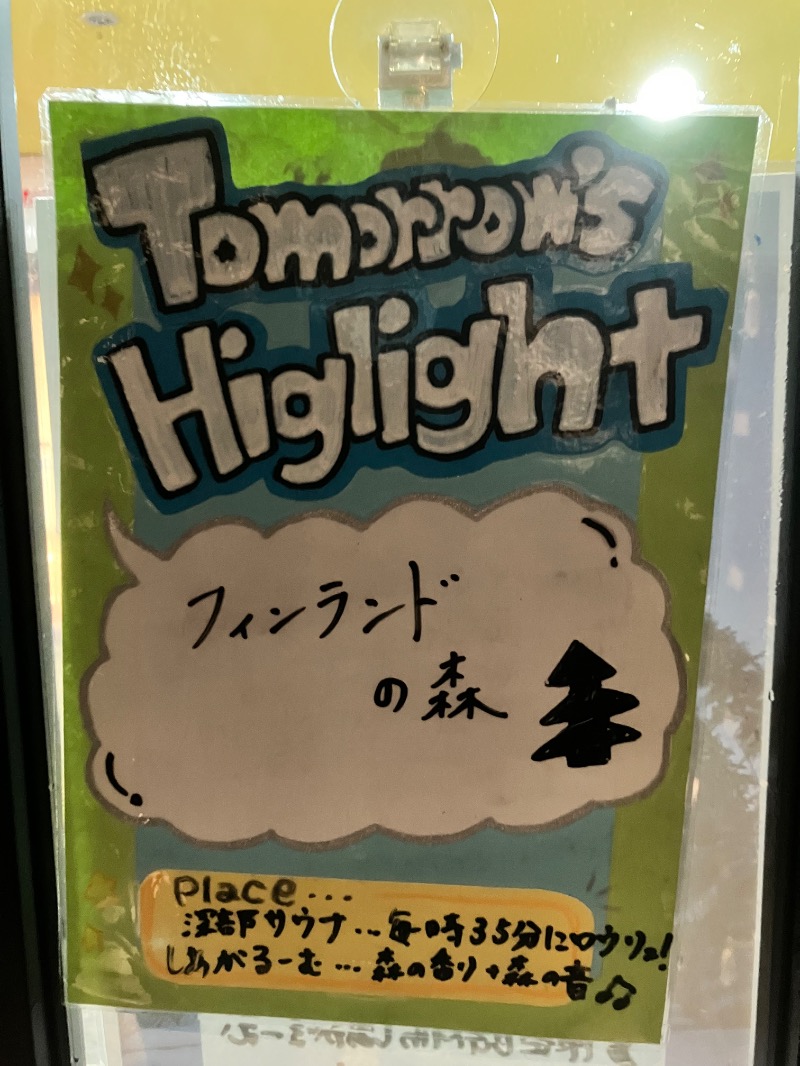 Tomorrow's
Higlight
フィンランド
の森
Place...
深部サウナ...毎時35分にロウリュ!
しあがるーむ...森の香り+森の音♫